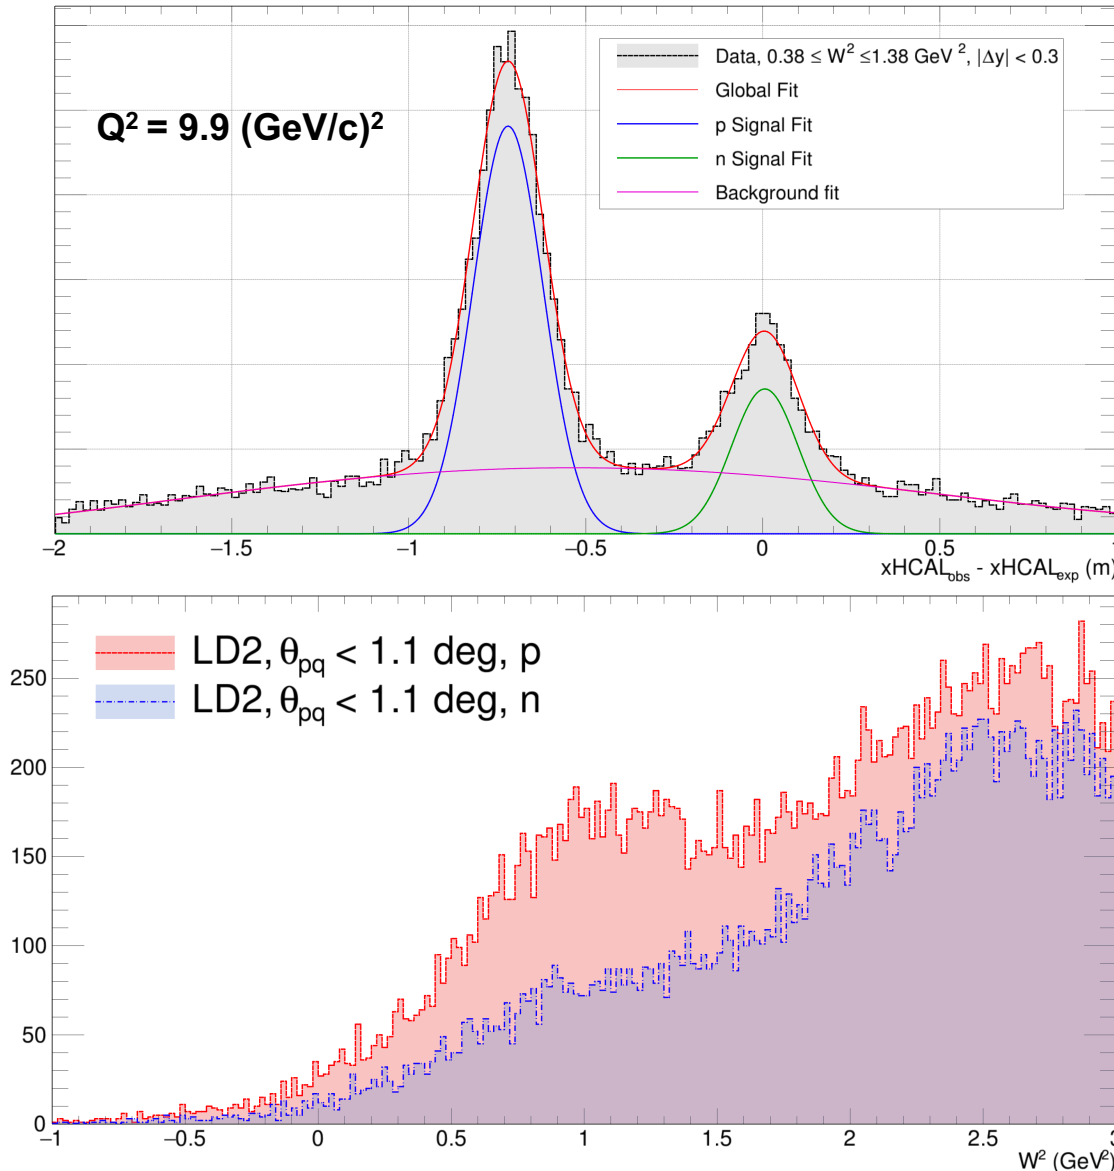 Q² = 9.9 (GeV/c)²
Data, 0.38 ≤ W² ≤1.38 GeV ², |Δy| < 0.3
Global Fit
p Signal Fit
n Signal Fit
Background fit
−2 −1.5 −1 −0.5 0 0.5 1
xHCAL_obs - xHCAL_exp (m)
LD2, θ_pq < 1.1 deg, p
LD2, θ_pq < 1.1 deg, n
250
200
150
100
50
0
−1 −0.5 0 0.5 1 1.5 2 2.5 3
W² (GeV²)